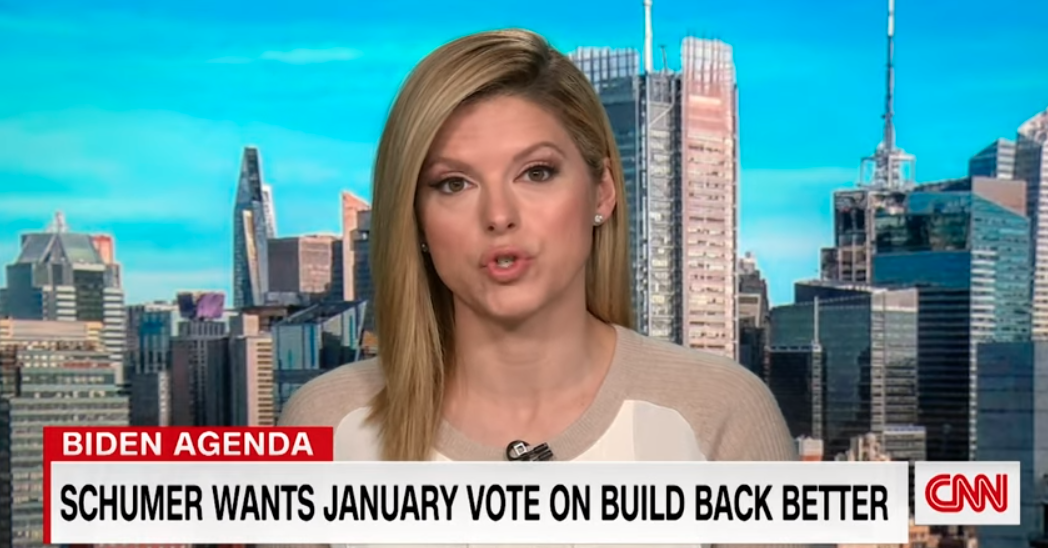 BIDEN AGENDA
SCHUMER WANTS JANUARY VOTE ON BUILD BACK BETTER
CNN